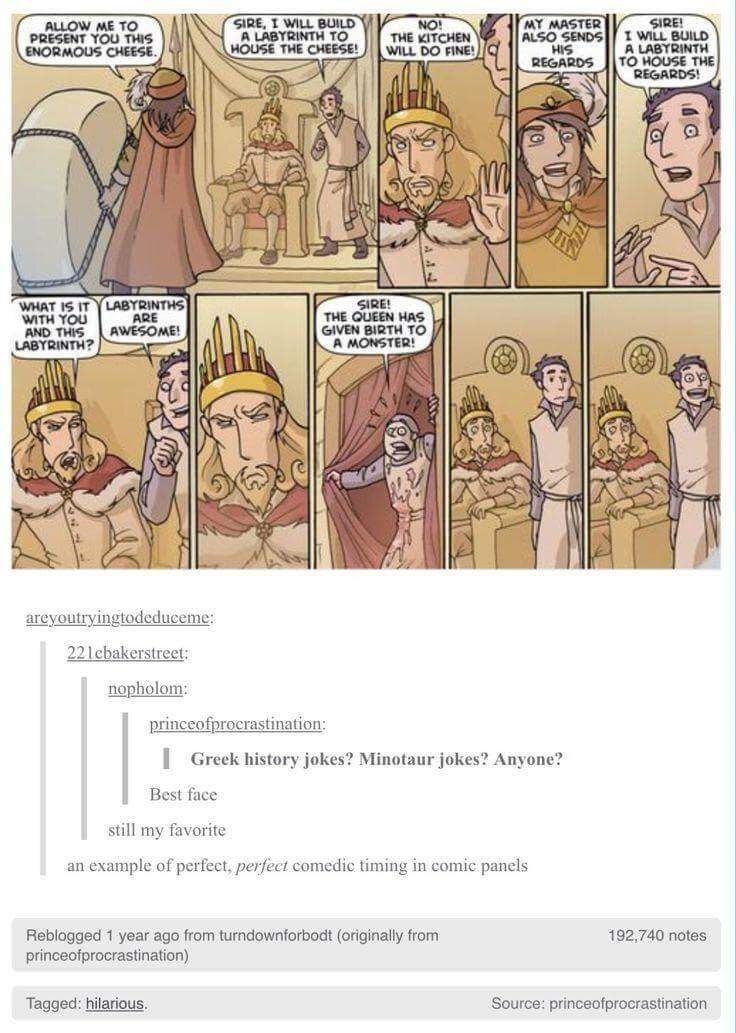 ALLOW ME TO
PRESENT YOU THIS
ENORMOUS CHEESE.
SIRE, I WILL BUILD
A LABYRINTH TO
HOUSE THE CHEESE!
NO!
THE KITCHEN
WILL DO FINE!
MY MASTER
ALSO SENDS
HIS
REGARDS
SIRE!
I WILL BUILD
A LABYRINTH
TO HOUSE THE
REGARDS!
WHAT IS IT
WITH YOU
AND THIS
LABYRINTH?
LABYRINTHS
ARE
AWESOME!
SIRE!
THE QUEEN HAS
GIVEN BIRTH TO
A MONSTER!
areyoutryingtodeduceme:
221cbakerstreet:
nopholom:
princeofprocrastination:
Greek history jokes? Minotaur jokes? Anyone?
Best face
still my favorite
an example of perfect, perfect comedic timing in comic panels
Reblogged 1 year ago from turndownforbodt (originally from
princeofprocrastination)
192,740 notes
Tagged: hilarious.
Source: princeofprocrastination